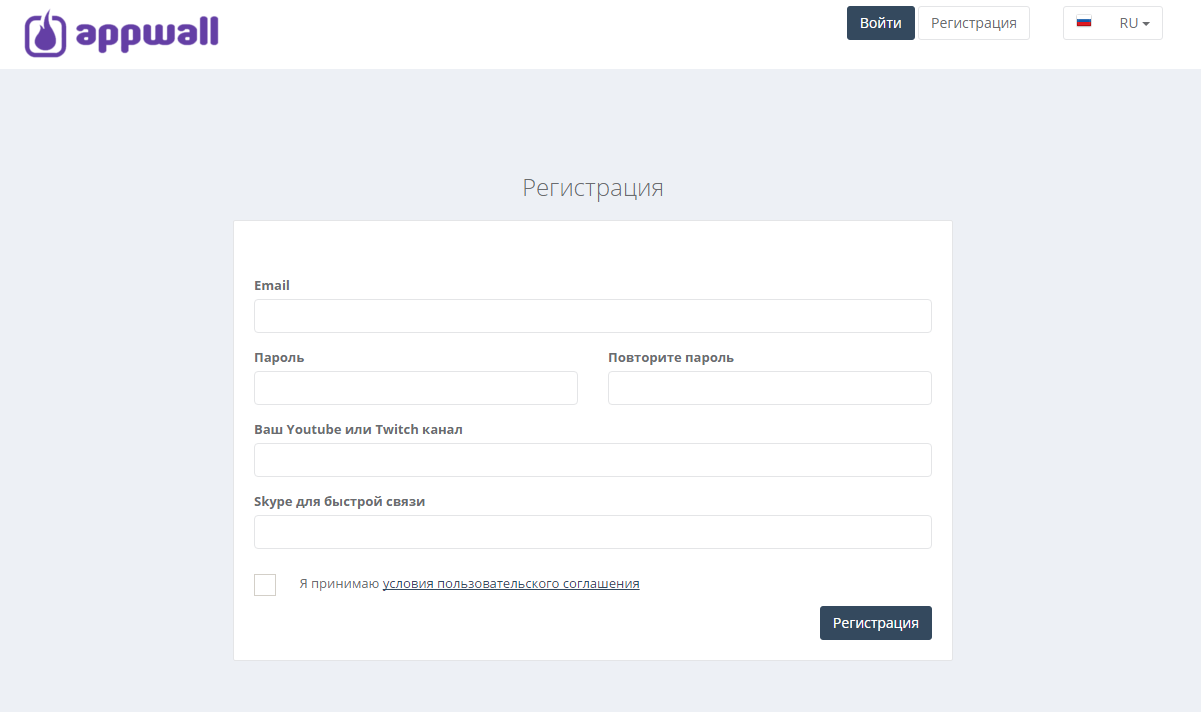 appwall
Войти
Регистрация
RU
Регистрация
Email
Пароль
Повторите пароль
Ваш Youtube или Twitch канал
Skype для быстрой связи
Я принимаю условия пользовательского соглашения
Регистрация